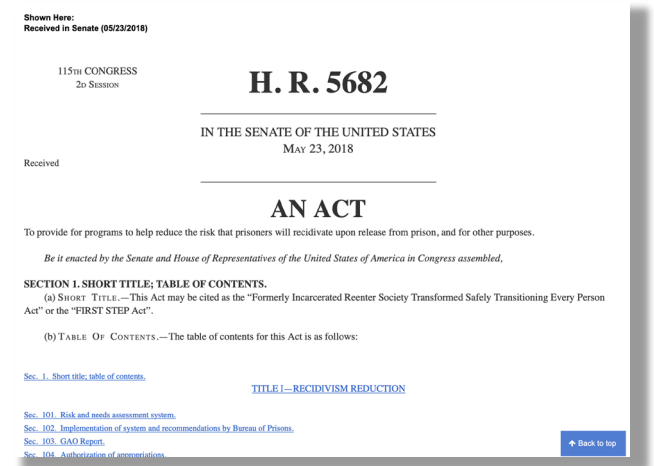 Shown Here:
Received in Senate (05/23/2018)
115TH CONGRESS
2D SESSION
H. R. 5682
IN THE SENATE OF THE UNITED STATES
MAY 23, 2018
Received
AN ACT
To provide for programs to help reduce the risk that prisoners will recidivate upon release from prison, and for other purposes.
Be it enacted by the Senate and House of Representatives of the United States of America in Congress assembled,
SECTION 1. SHORT TITLE; TABLE OF CONTENTS.
(a) SHORT TITLE.—This Act may be cited as the “Formerly Incarcerated Reenter Society Transformed Safely Transitioning Every Person
Act” or the “FIRST STEP Act”.
(b) TABLE OF CONTENTS.—The table of contents for this Act is as follows:
Sec. 1. Short title; table of contents.
TITLE I—RECIDIVISM REDUCTION
Sec. 101. Risk and needs assessment system.
Sec. 102. Implementation of system and recommendations by Bureau of Prisons.
Sec. 103. GAO Report.
Sec. 104. Authorization of appropriations.
↑ Back to top